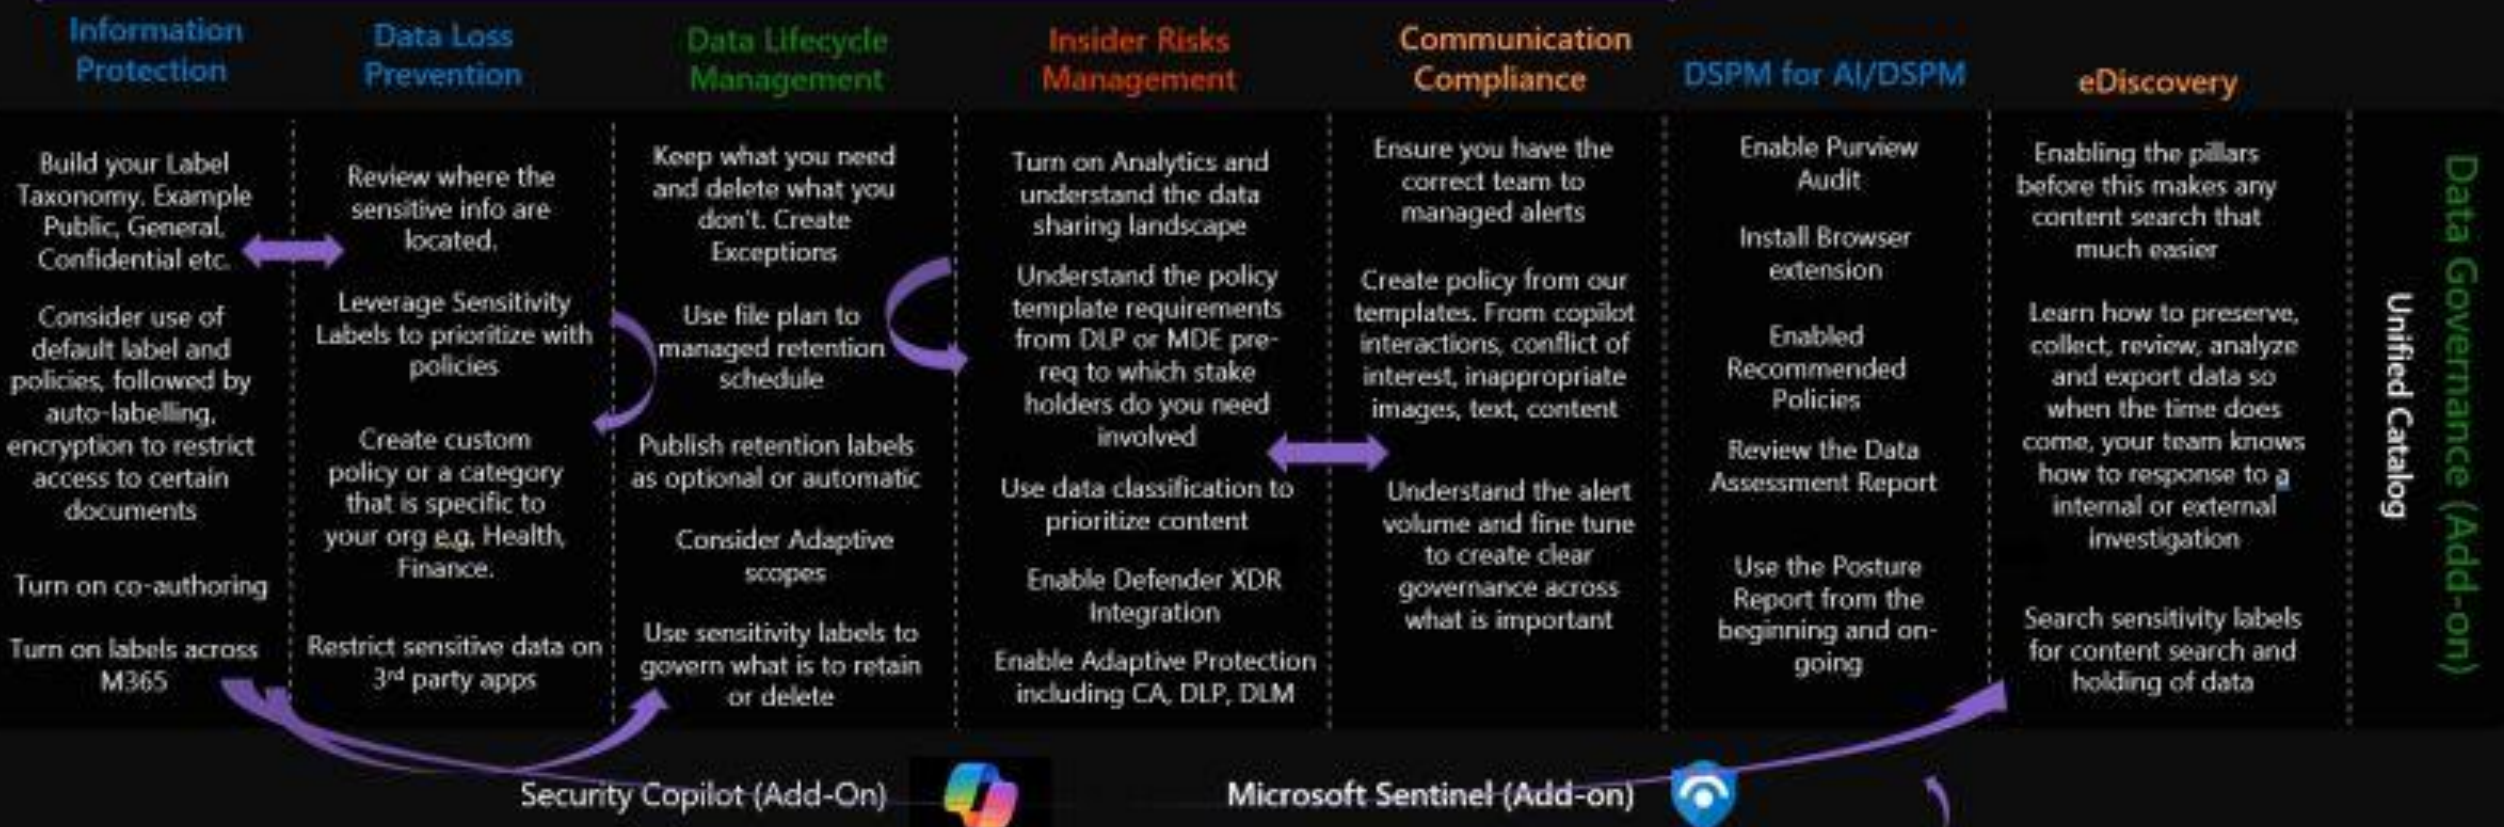 Information
Protection
Build your Label
Taxonomy. Example
Public, General,
Confidential etc.
Consider use of
default label and
policies, followed by
auto-labelling,
encryption to restrict
access to certain
documents
Turn on co-authoring
Turn on labels across
M365
Data Loss
Prevention
Review where the
sensitive info are
located.
Leverage Sensitivity
Labels to prioritize with
policies
Create custom
policy or a category
that is specific to
your org e.g. Health,
Finance.
Restrict sensitive data on
3rd party apps
Data Lifecycle
Management
Keep what you need
and delete what you
don't. Create
Exceptions
Use file plan to
managed retention
schedule
Publish retention labels
as optional or automatic
Consider Adaptive
scopes
Use sensitivity labels to
govern what is to retain
or delete
Insider Risks
Management
Turn on Analytics and
understand the data
sharing landscape
Understand the policy
template requirements
from DLP or MDE pre-
req to which stake
holders do you need
involved
Use data classification to
prioritize content
Enable Defender XDR
Integration
Enable Adaptive Protection
including CA, DLP, DLM
Communication
Compliance
Ensure you have the
correct team to
managed alerts
Create policy from our
templates. From copilot
interactions, conflict of
interest, inappropriate
images, text, content
Understand the alert
volume and fine tune
to create clear
governance across
what is important
DSPM for AI/DSPM
Enable Purview
Audit
Install Browser
extension
Enabled
Recommended
Policies
Review the Data
Assessment Report
Use the Posture
Report from the
beginning and on-
going
eDiscovery
Enabling the pillars
before this makes any
content search that
much easier
Learn how to preserve,
collect, review, analyze
and export data so
when the time does
come, your team knows
how to response to a
internal or external
investigation
Search sensitivity labels
for content search and
holding of data
Unified Catalog
Data Governance (Add-on)
Security Copilot (Add-On)
Microsoft Sentinel (Add-on)